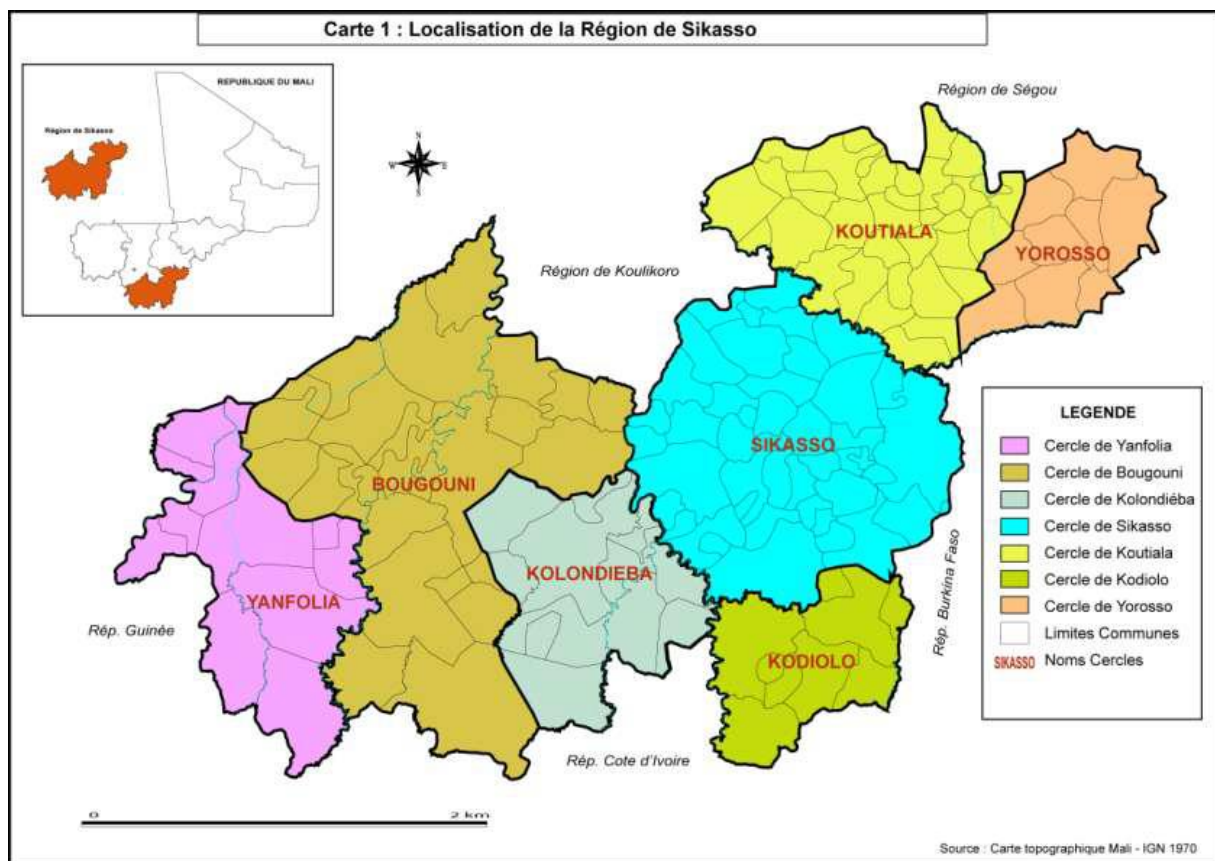 Carte 1 : Localisation de la Région de Sikasso
REPUBLIQUE DU MALI
Région de Sikasso
N
W
E
S
Région de Ségou
Région de Koulikoro
KOUTIALA
YOROSSO
SIKASSO
BOUGOUNI
KOLONDIEBA
YANFOLIA
KODIOLO
Rép. Guinée
Rép. Burkina Faso
Rép. Cote d'Ivoire
LEGENDE
Cercle de Yanfolia
Cercle de Bougouni
Cercle de Kolondiéba
Cercle de Sikasso
Cercle de Koutiala
Cercle de Kodiolo
Cercle de Yorosso
Limites Communes
SIKASSO Noms Cercles
0 2 km
Source : Carte topographique Mali - IGN 1970